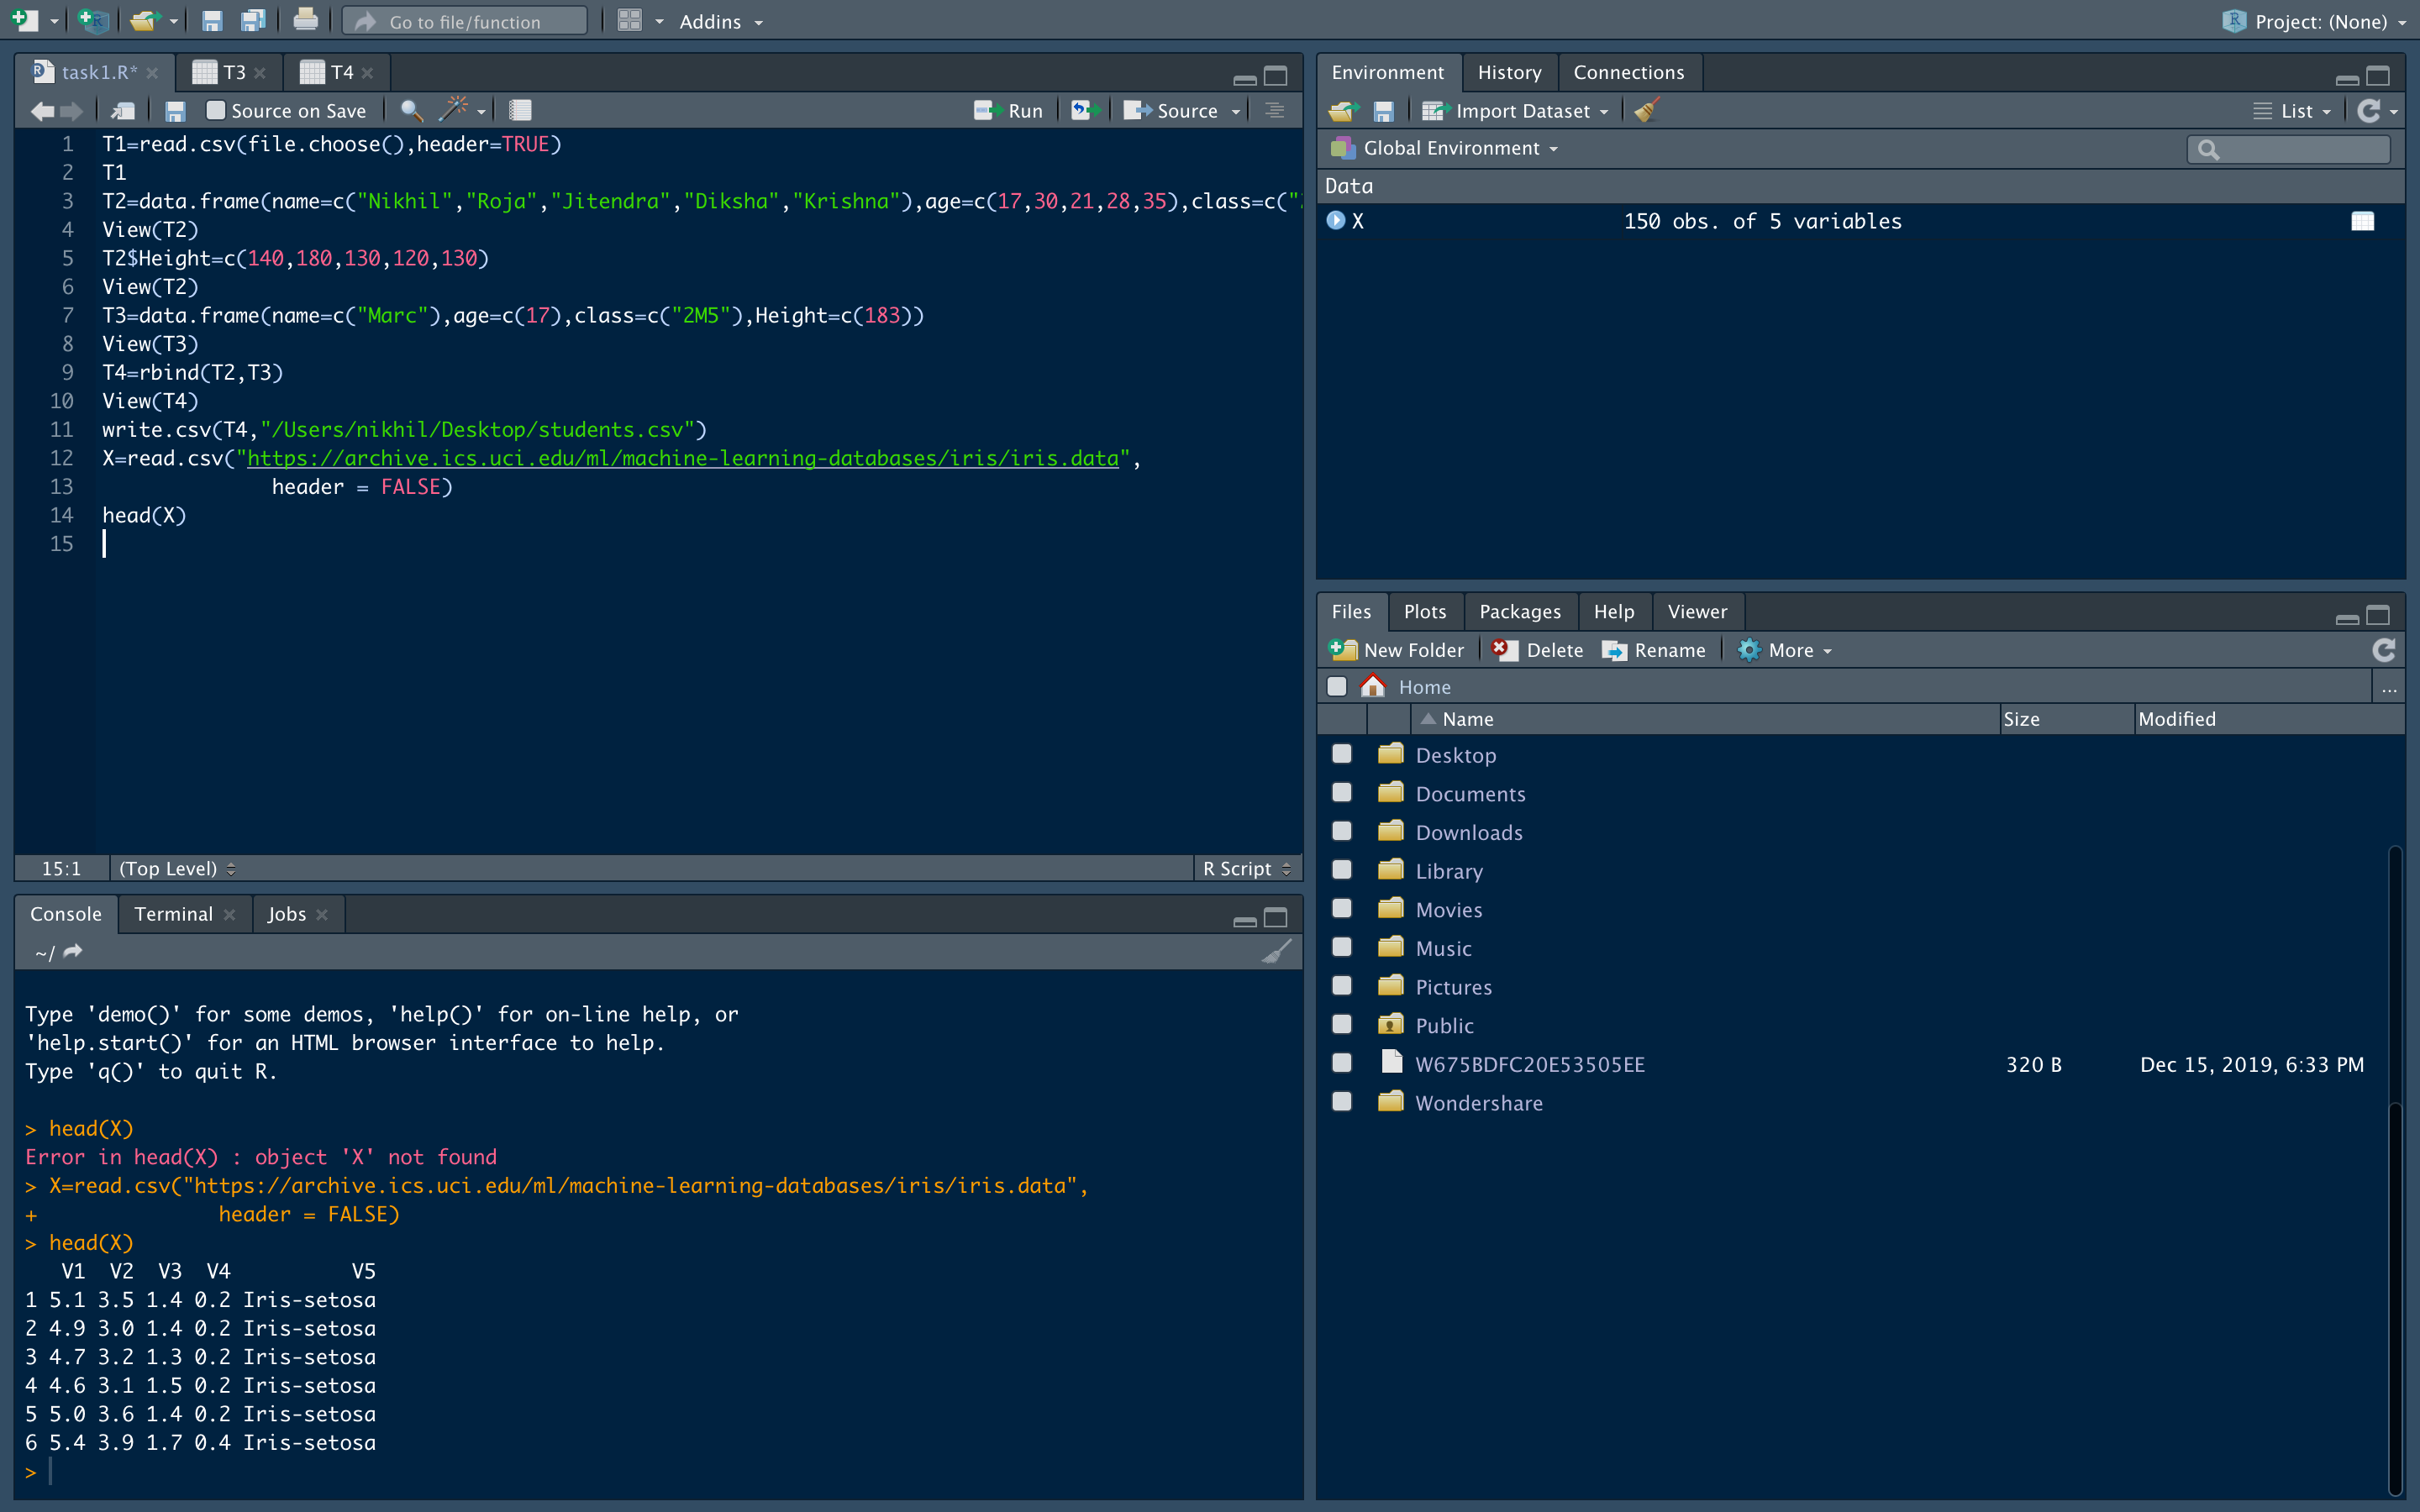 Go to file/function
Addins
Project: (None)
task1.R*
T3
T4
Source on Save
Run
Source
1 T1=read.csv(file.choose(),header=TRUE)
2 T1
3 T2=data.frame(name=c("Nikhil","Roja","Jitendra","Diksha","Krishna"),age=c(17,30,21,28,35),class=c("
4 View(T2)
5 T2$Height=c(140,180,130,120,130)
6 View(T2)
7 T3=data.frame(name=c("Marc"),age=c(17),class=c("2M5"),Height=c(183))
8 View(T3)
9 T4=rbind(T2,T3)
10 View(T4)
11 write.csv(T4,"/Users/nikhil/Desktop/students.csv")
12 X=read.csv("https://archive.ics.uci.edu/ml/machine-learning-databases/iris/iris.data",
13 header = FALSE)
14 head(X)
15
15:1
(Top Level)
R Script
Console
Terminal
Jobs
~/
Type 'demo()' for some demos, 'help()' for on-line help, or
'help.start()' for an HTML browser interface to help.
Type 'q()' to quit R.
> head(X)
Error in head(X) : object 'X' not found
> X=read.csv("https://archive.ics.uci.edu/ml/machine-learning-databases/iris/iris.data",
+ header = FALSE)
> head(X)
V1 V2 V3 V4 V5
1 5.1 3.5 1.4 0.2 Iris-setosa
2 4.9 3.0 1.4 0.2 Iris-setosa
3 4.7 3.2 1.3 0.2 Iris-setosa
4 4.6 3.1 1.5 0.2 Iris-setosa
5 5.0 3.6 1.4 0.2 Iris-setosa
6 5.4 3.9 1.7 0.4 Iris-setosa
>
Environment
History
Connections
Import Dataset
List
Global Environment
Data
X 150 obs. of 5 variables
Files
Plots
Packages
Help
Viewer
New Folder
Delete
Rename
More
Home
...
Name Size Modified
Desktop
Documents
Downloads
Library
Movies
Music
Pictures
Public
W675BDFC20E53505EE 320 B Dec 15, 2019, 6:33 PM
Wondershare